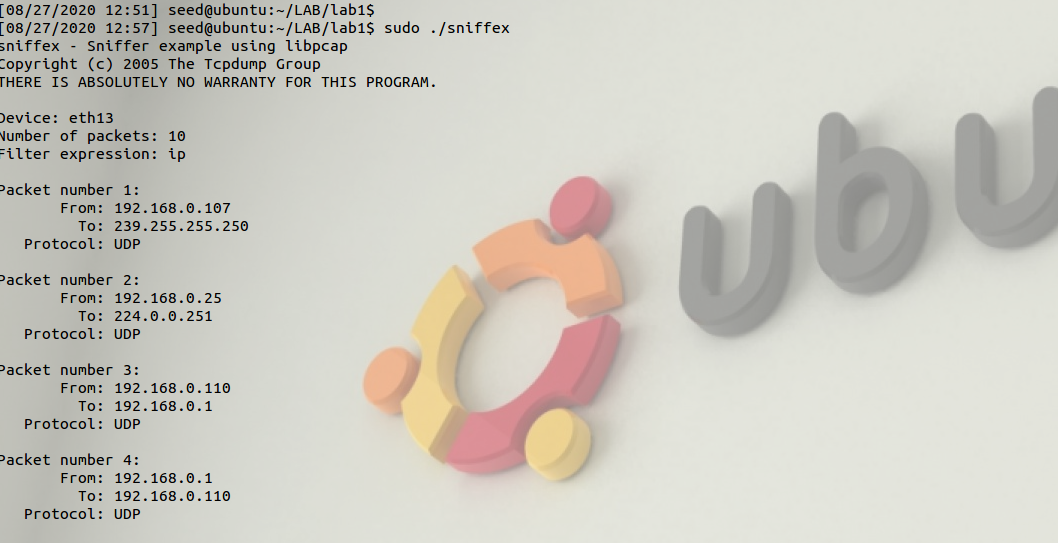 [08/27/2020 12:51] seed@ubuntu:~/LAB/lab1$
[08/27/2020 12:57] seed@ubuntu:~/LAB/lab1$ sudo ./sniffex
sniffex - Sniffer example using libpcap
Copyright (c) 2005 The Tcpdump Group
THERE IS ABSOLUTELY NO WARRANTY FOR THIS PROGRAM.
Device: eth13
Number of packets: 10
Filter expression: ip
Packet number 1:
From: 192.168.0.107
To: 239.255.255.250
Protocol: UDP
Packet number 2:
From: 192.168.0.25
To: 224.0.0.251
Protocol: UDP
Packet number 3:
From: 192.168.0.110
To: 192.168.0.1
Protocol: UDP
Packet number 4:
From: 192.168.0.1
To: 192.168.0.110
Protocol: UDP
ubu